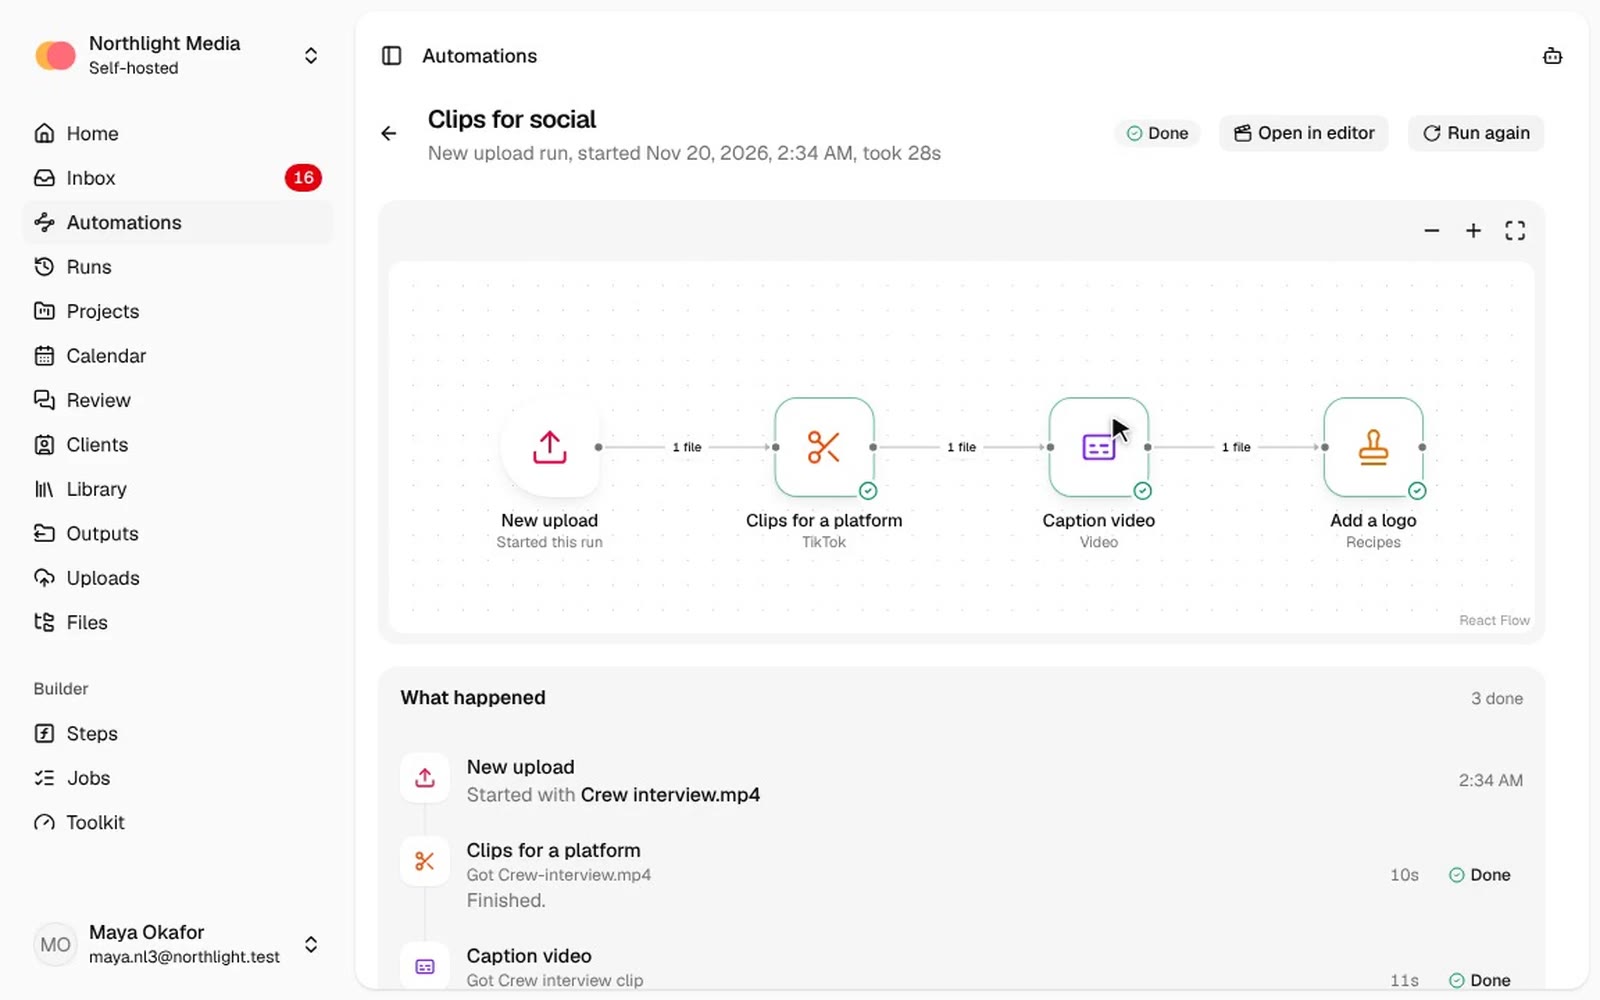 Northlight Media
Self-hosted
Home
Inbox
16
Automations
Runs
Projects
Calendar
Review
Clients
Library
Outputs
Uploads
Files
Builder
Steps
Jobs
Toolkit
MO
Maya Okafor
maya.nl3@northlight.test
Automations
Clips for social
New upload run, started Nov 20, 2026, 2:34 AM, took 28s
Done
Open in editor
Run again
1 file
1 file
1 file
New upload
Started this run
Clips for a platform
TikTok
Caption video
Video
Add a logo
Recipes
React Flow
What happened
3 done
New upload
Started with Crew interview.mp4
2:34 AM
Clips for a platform
Got Crew-interview.mp4
Finished.
10s
Done
Caption video
Got Crew interview clip
11s
Done